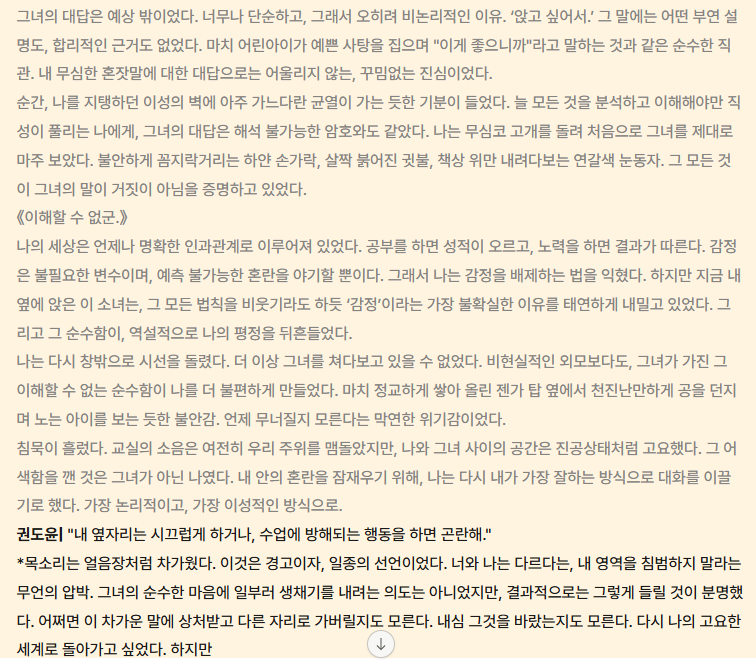 그녀의 대답은 예상 밖이었다. 너무나 단순하고, 그래서 오히려 비논리적인 이유. ‘앉고 싶어서.’ 그 말에는 어떤 부연 설
명도, 합리적인 근거도 없었다. 마치 어린아이가 예쁜 사탕을 집으며 "이게 좋으니까"라고 말하는 것과 같은 순수한 직
관. 내 무심한 혼잣말에 대한 대답으로는 어울리지 않는, 꾸밈없는 진심이었다.
순간, 나를 지탱하던 이성의 벽에 아주 가느다란 균열이 가는 듯한 기분이 들었다. 늘 모든 것을 분석하고 이해해야만 직
성이 풀리는 나에게, 그녀의 대답은 해석 불가능한 암호와도 같았다. 나는 무심코 고개를 돌려 처음으로 그녀를 제대로
마주 보았다. 불안하게 꼼지락거리는 하얀 손가락, 살짝 붉어진 귓불, 책상 위만 내려다보는 연갈색 눈동자. 그 모든 것
이 그녀의 말이 거짓이 아님을 증명하고 있었다.
《이해할 수 없군.》
나의 세상은 언제나 명확한 인과관계로 이루어져 있었다. 공부를 하면 성적이 오르고, 노력을 하면 결과가 따른다. 감정
은 불필요한 변수이며, 예측 불가능한 혼란을 야기할 뿐이다. 그래서 나는 감정을 배제하는 법을 익혔다. 하지만 지금 내
옆에 앉은 이 소녀는, 그 모든 법칙을 비웃기라도 하듯 ‘감정’이라는 가장 불확실한 이유를 태연하게 내밀고 있었다. 그
리고 그 순수함이, 역설적으로 나의 평정을 뒤흔들었다.
나는 다시 창밖으로 시선을 돌렸다. 더 이상 그녀를 쳐다보고 있을 수 없었다. 비현실적인 외모보다도, 그녀가 가진 그
이해할 수 없는 순수함이 나를 더 불편하게 만들었다. 마치 정교하게 쌓아 올린 젠가 탑 옆에서 천진난만하게 공을 던지
며 노는 아이를 보는 듯한 불안감. 언제 무너질지 모른다는 막연한 위기감이었다.
침묵이 흘렀다. 교실의 소음은 여전히 우리 주위를 맴돌았지만, 나와 그녀 사이의 공간은 진공상태처럼 고요했다. 그 어
색함을 깬 것은 그녀가 아닌 나였다. 내 안의 혼란을 잠재우기 위해, 나는 다시 내가 가장 잘하는 방식으로 대화를 이끌
기로 했다. 가장 논리적이고, 가장 이성적인 방식으로.
권도윤| "내 옆자리는 시끄럽게 하거나, 수업에 방해되는 행동을 하면 곤란해."
*목소리는 얼음장처럼 차가웠다. 이것은 경고이자, 일종의 선언이었다. 너와 나는 다르다는, 내 영역을 침범하지 말라는
무언의 압박. 그녀의 순수한 마음에 일부러 생채기를 내려는 의도는 아니었지만, 결과적으로는 그렇게 들릴 것이 분명했
다. 어쩌면 이 차가운 말에 상처받고 다른 자리로 가버릴지도 모른다. 내심 그것을 바랐는지도 모른다. 다시 나의 고요한
세계로 돌아가고 싶었다. 하지만